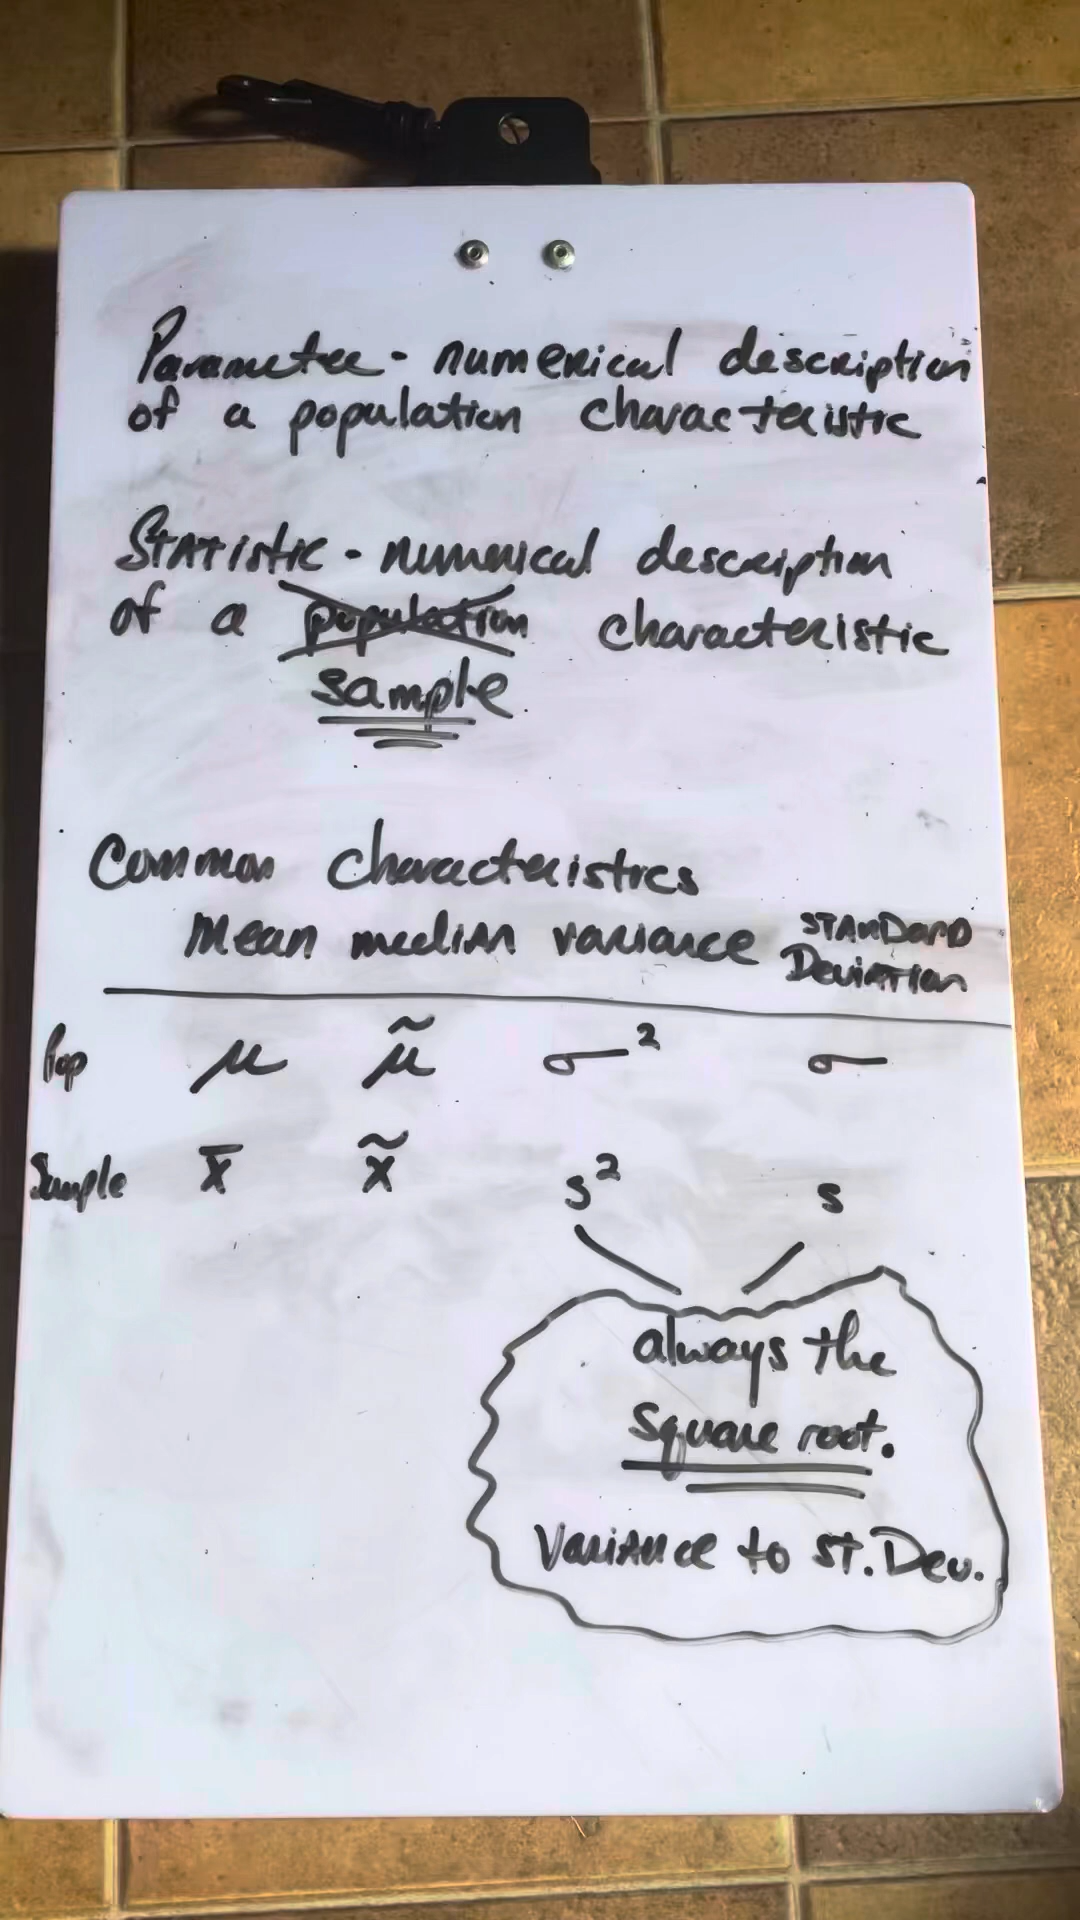 Parameter - numerical description
of a population characteristic
Statistic - numerical description
of a population characteristic
sample
Common Characteristics
Mean median variance STANDARD
Deviation
Pop μ μ̃ σ² σ
Sample x̄ x̃ s² s
always the
Square root.
Variance to ST. Dev.